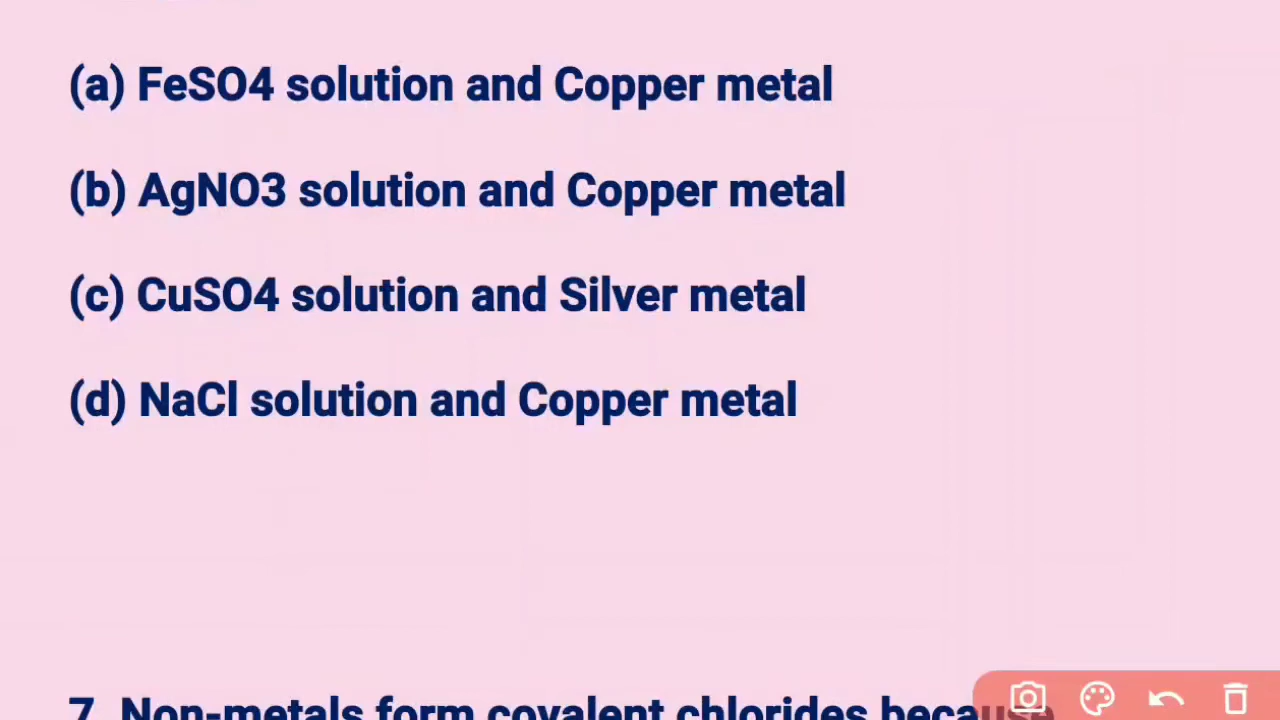 (a) FeSO4 solution and Copper metal
(b) AgNO3 solution and Copper metal
(c) CuSO4 solution and Silver metal
(d) NaCl solution and Copper metal
7. Non-metals form covalent chlorides because